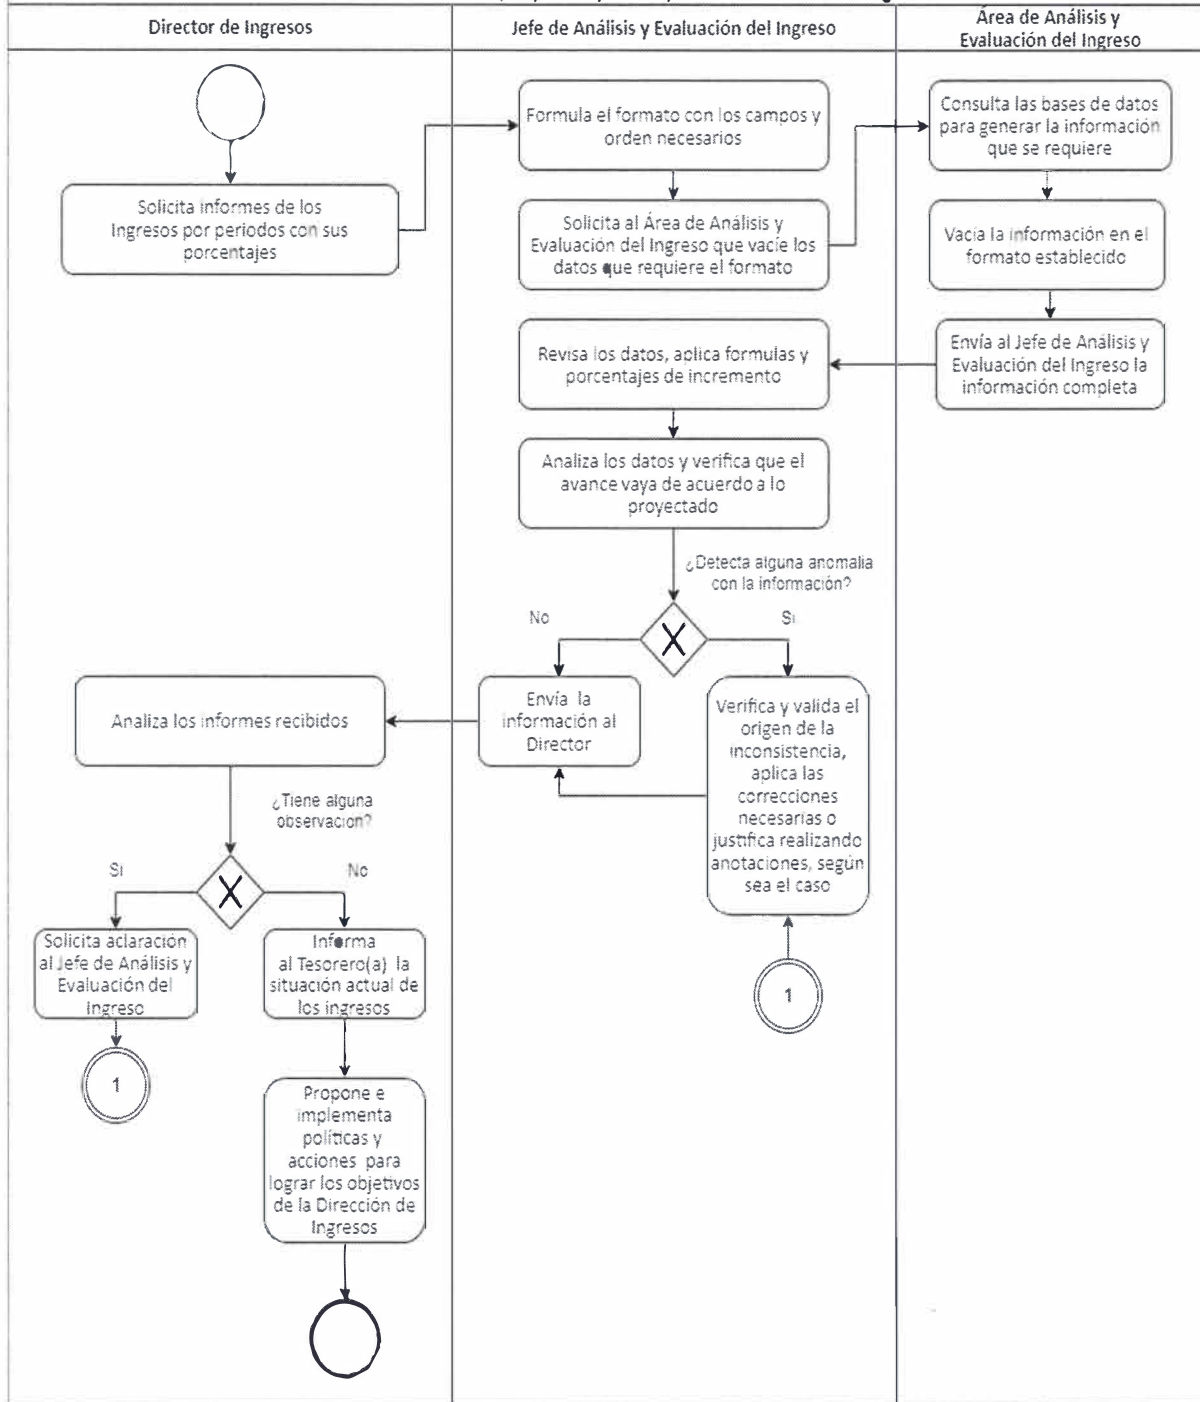 Director de Ingresos
Jefe de Análisis y Evaluación del Ingreso
Área de Análisis y
Evaluación del Ingreso
Solicita informes de los
Ingresos por periodos con sus
porcentajes
Formula el formato con los campos y
orden necesarios
Solicita al Área de Análisis y
Evaluación del Ingreso que vacíe los
datos que requiere el formato
Consulta las bases de datos
para generar la información
que se requiere
Vacía la información en el
formato establecido
Envía al Jefe de Análisis y
Evaluación del Ingreso la
información completa
Revisa los datos, aplica formulas y
porcentajes de incremento
Analiza los datos y verifica que el
avance vaya de acuerdo a lo
proyectado
¿Detecta alguna anomalia
con la información?
No
Si
Envía la
información al
Director
Verifica y valida el
origen de la
inconsistencia,
aplica las
correcciones
necesarias o
justifica realizando
anotaciones, según
sea el caso
1
Analiza los informes recibidos
¿Tiene alguna
observacion?
Si
No
Solicita aclaración
al Jefe de Análisis y
Evaluación del
Ingreso
1
Informa
al Tesorero(a) la
situación actual de
los ingresos
Propone e
implementa
políticas y
acciones para
lograr los objetivos
de la Dirección de
Ingresos